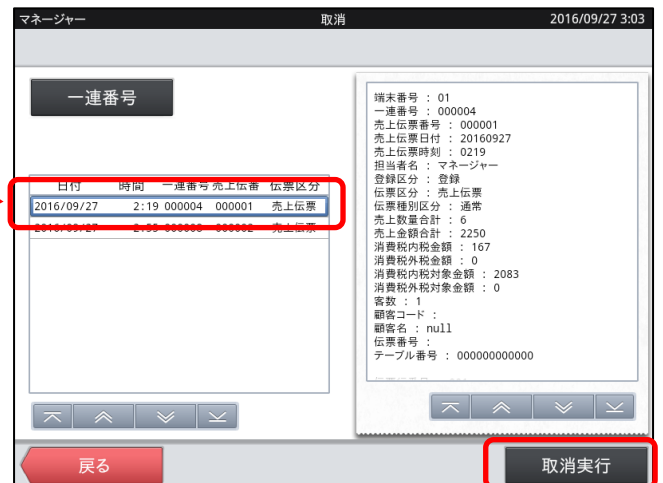 マネージャー 取消 2016/09/27 3:03
一連番号
日付 時間 一連番号 売上伝番 伝票区分
2016/09/27 2:19 000004 000001 売上伝票
端末番号 : 01
一連番号 : 000004
売上伝票番号 : 000001
売上伝票日付 : 20160927
売上伝票時刻 : 0219
担当者名 : マネージャー
登録区分 : 登録
伝票区分 : 売上伝票
伝票種別区分 : 通常
売上数量合計 : 6
売上金額合計 : 2250
消費税内税金額 : 167
消費税外税金額 : 0
消費税内税対象金額 : 2083
消費税外税対象金額 : 0
客数 : 1
顧客コード :
顧客名 : null
伝票番号 :
テーブル番号 : 000000000000
戻る
取消実行